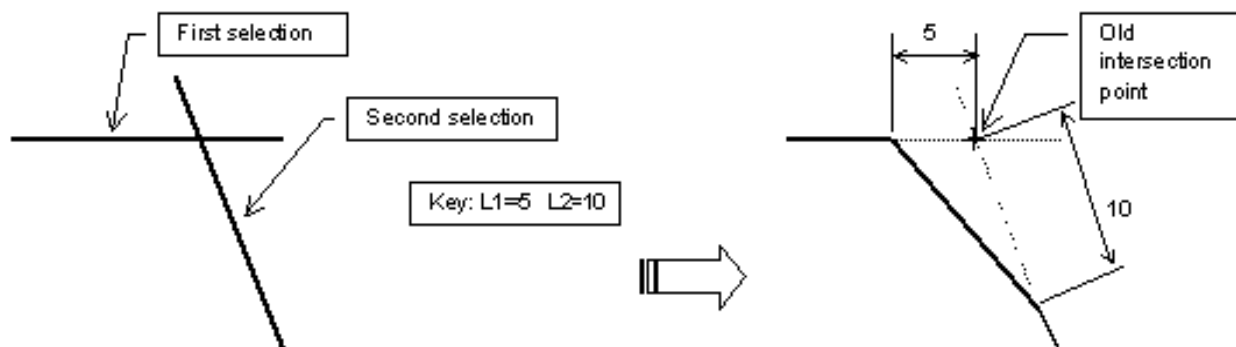 First selection
Second selection
Key: L1=5 L2=10
5
Old
intersection
point
10